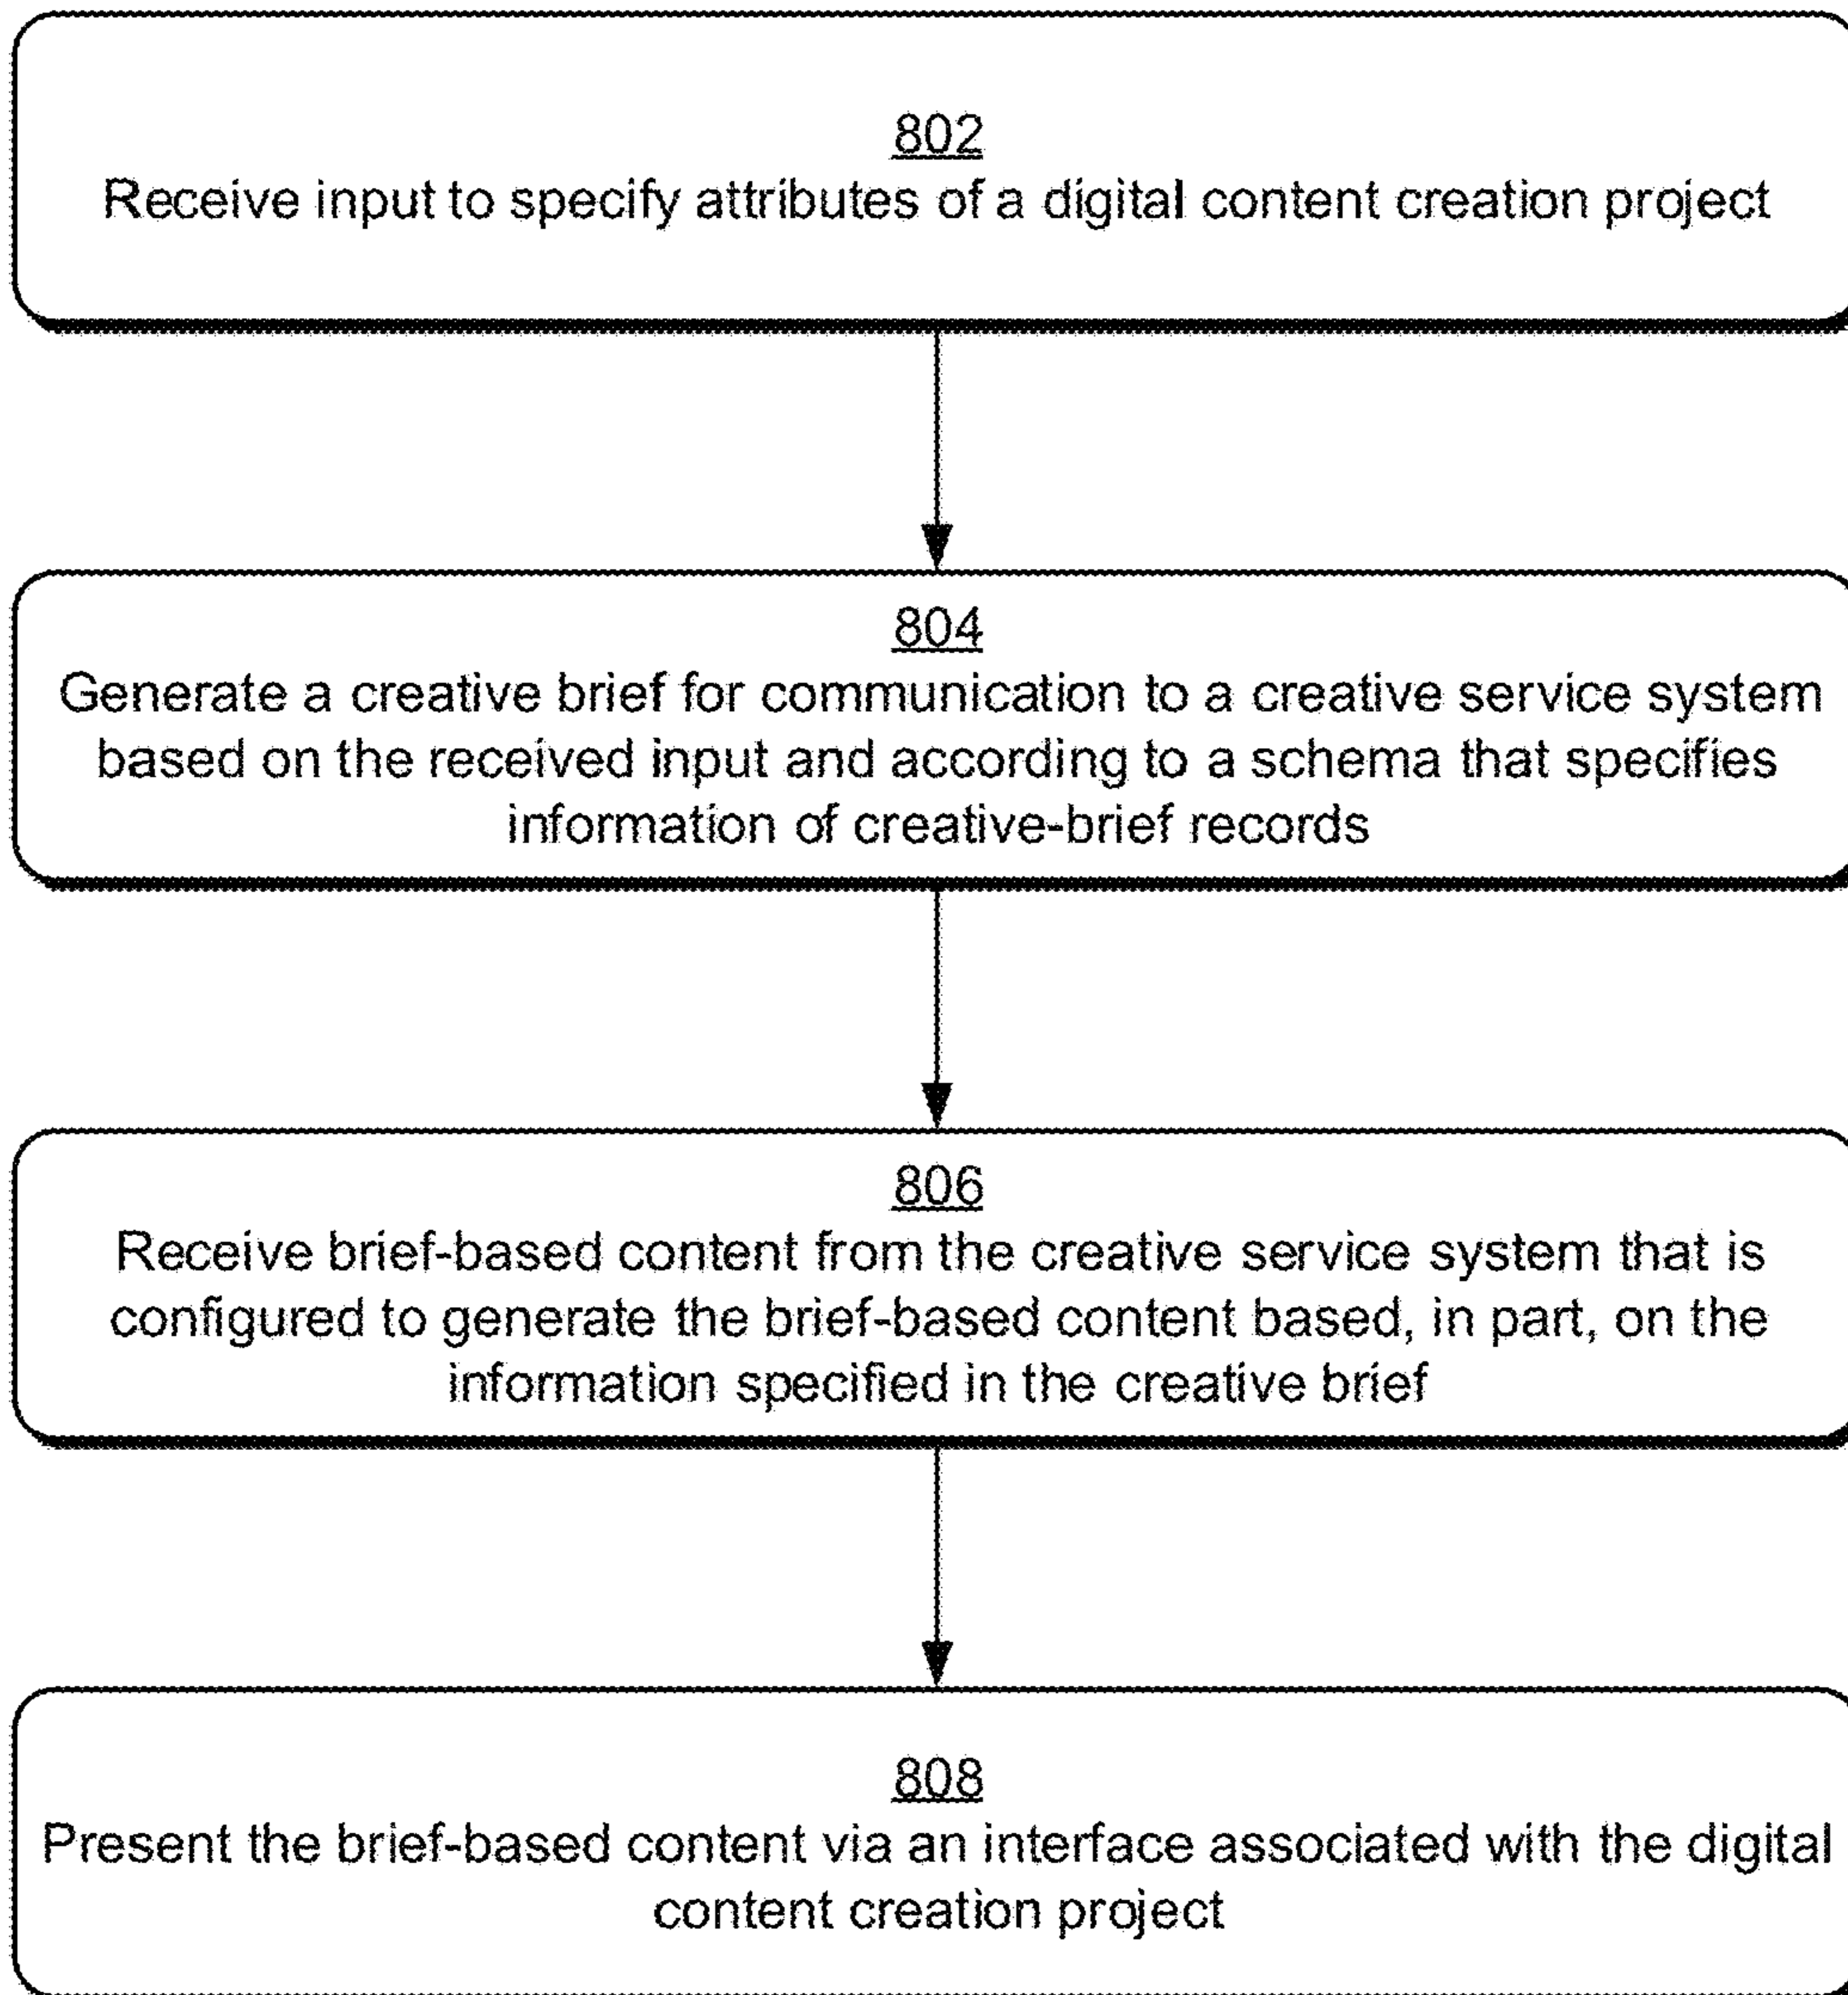 802
Receive input to specify attributes of a digital content creation project
804
Generate a creative brief for communication to a creative service system
based on the received input and according to a schema that specifies
information of creative-brief records
806
Receive brief-based content from the creative service system that is
configured to generate the brief-based content based, in part, on the
information specified in the creative brief
808
Present the brief-based content via an interface associated with the digital
content creation project